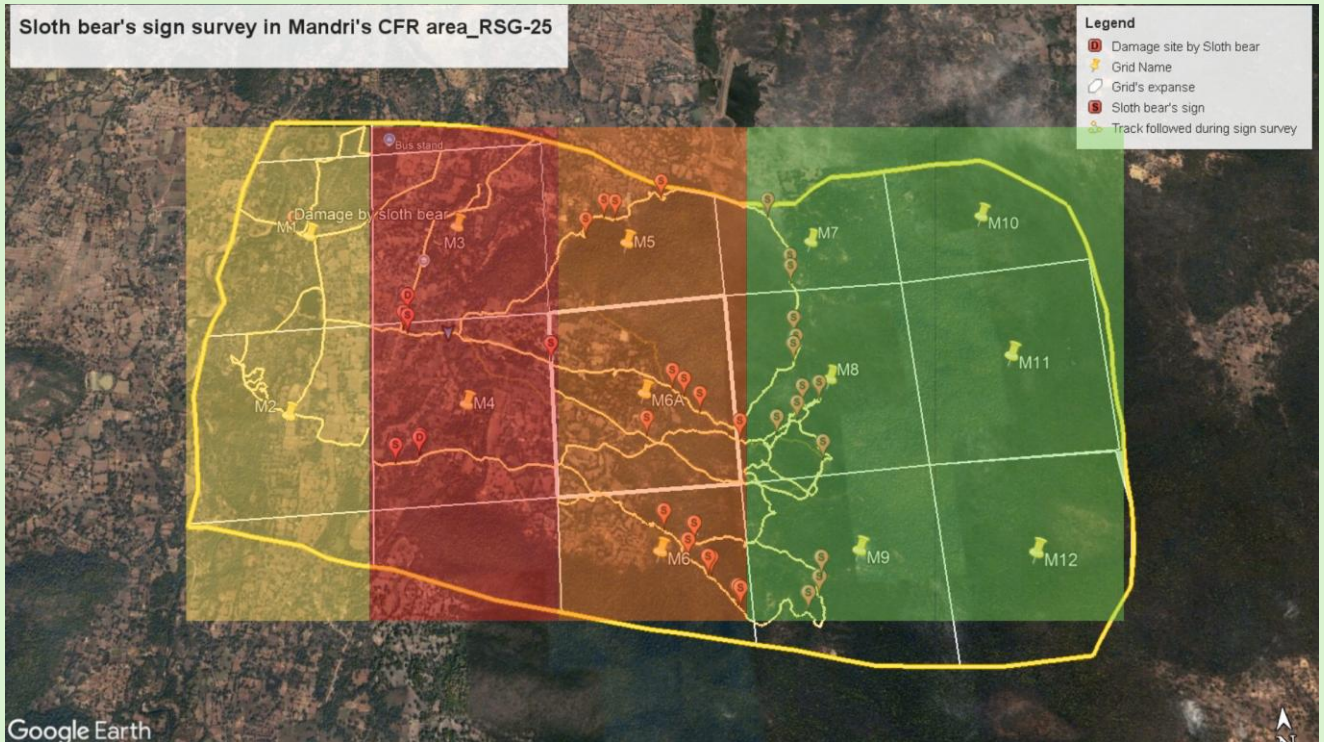 Sloth bear's sign survey in Mandri's CFR area_RSG-25
Legend
D Damage site by Sloth bear
Grid Name
Grid's expanse
S Sloth bear's sign
Track followed during sign survey
Bus stand
Damage by sloth bear
M1
M3
M5
M7
M10
M2
M4
M6A
M8
M11
M6
M9
M12
Google Earth
N